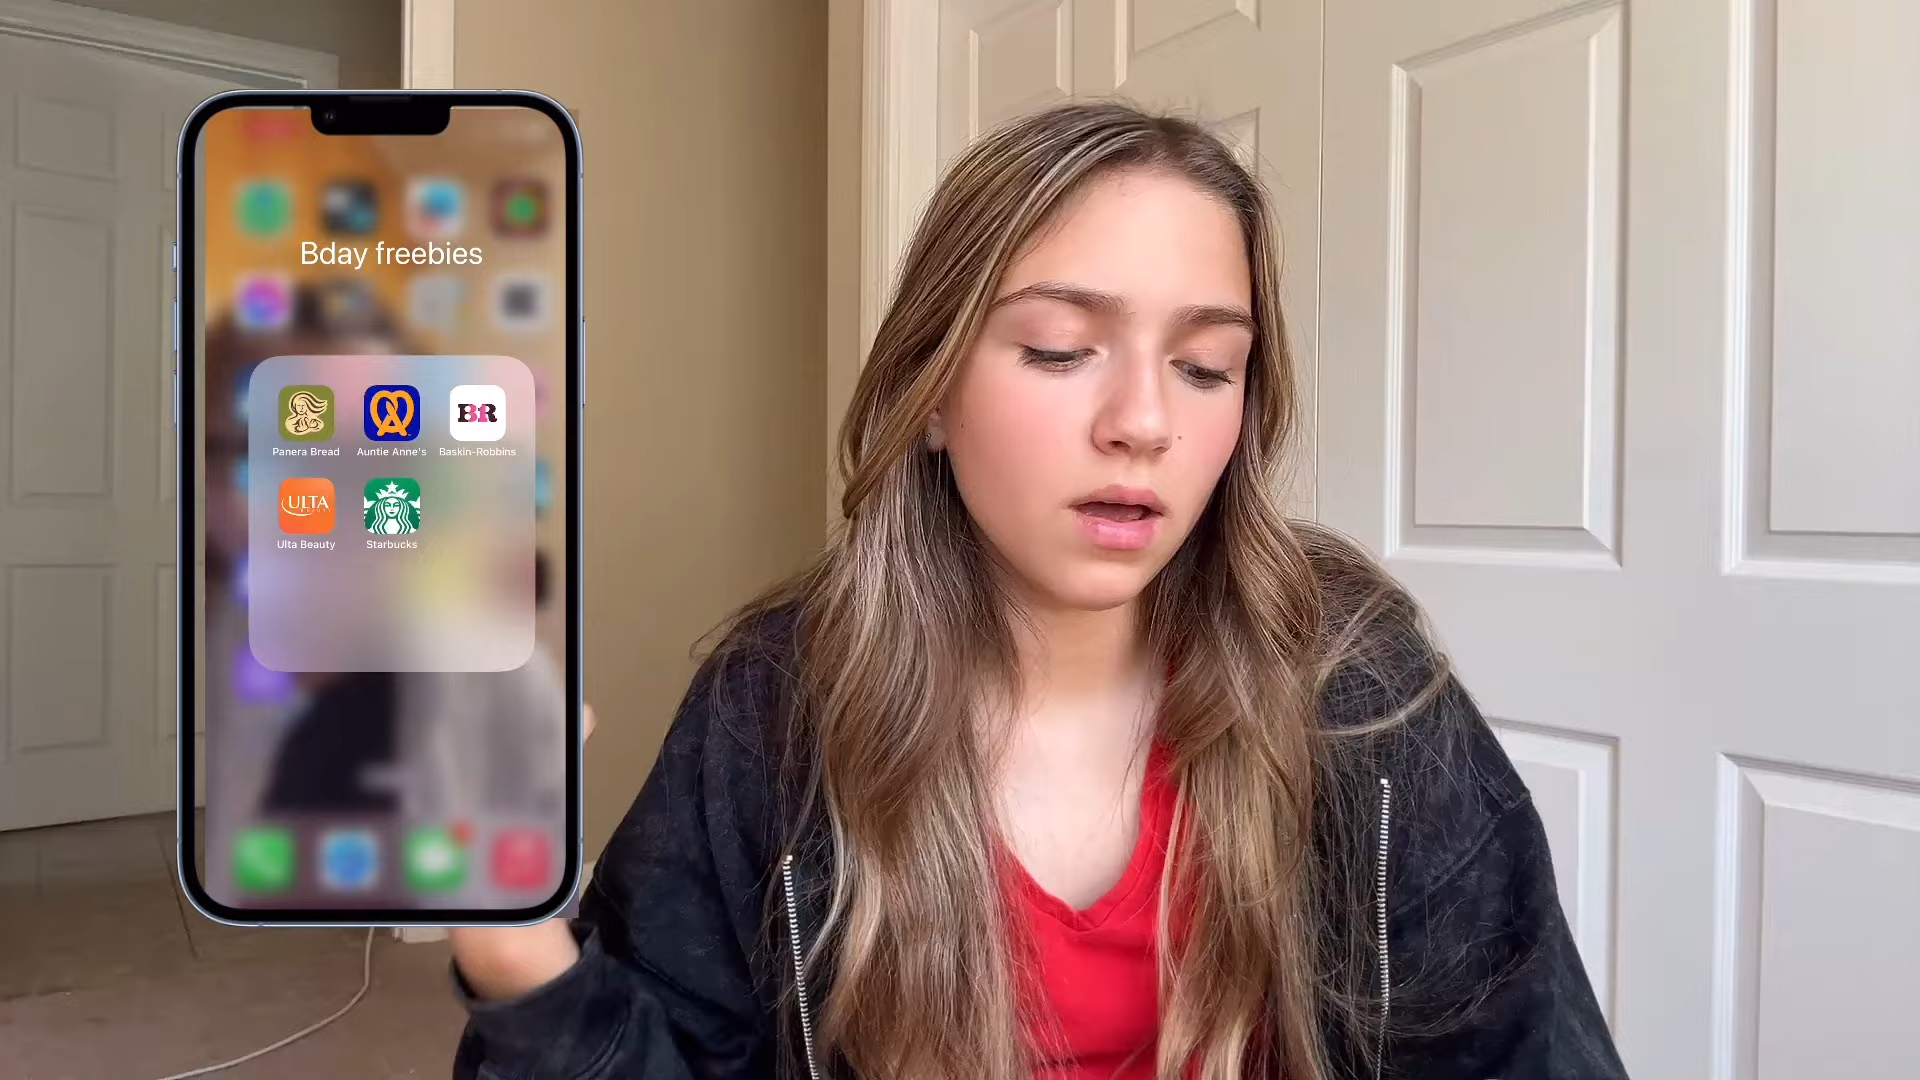 Bday freebies
BR
Panera Bread Auntie Anne's Baskin-Robbins
ULTA
Ulta Beauty Starbucks